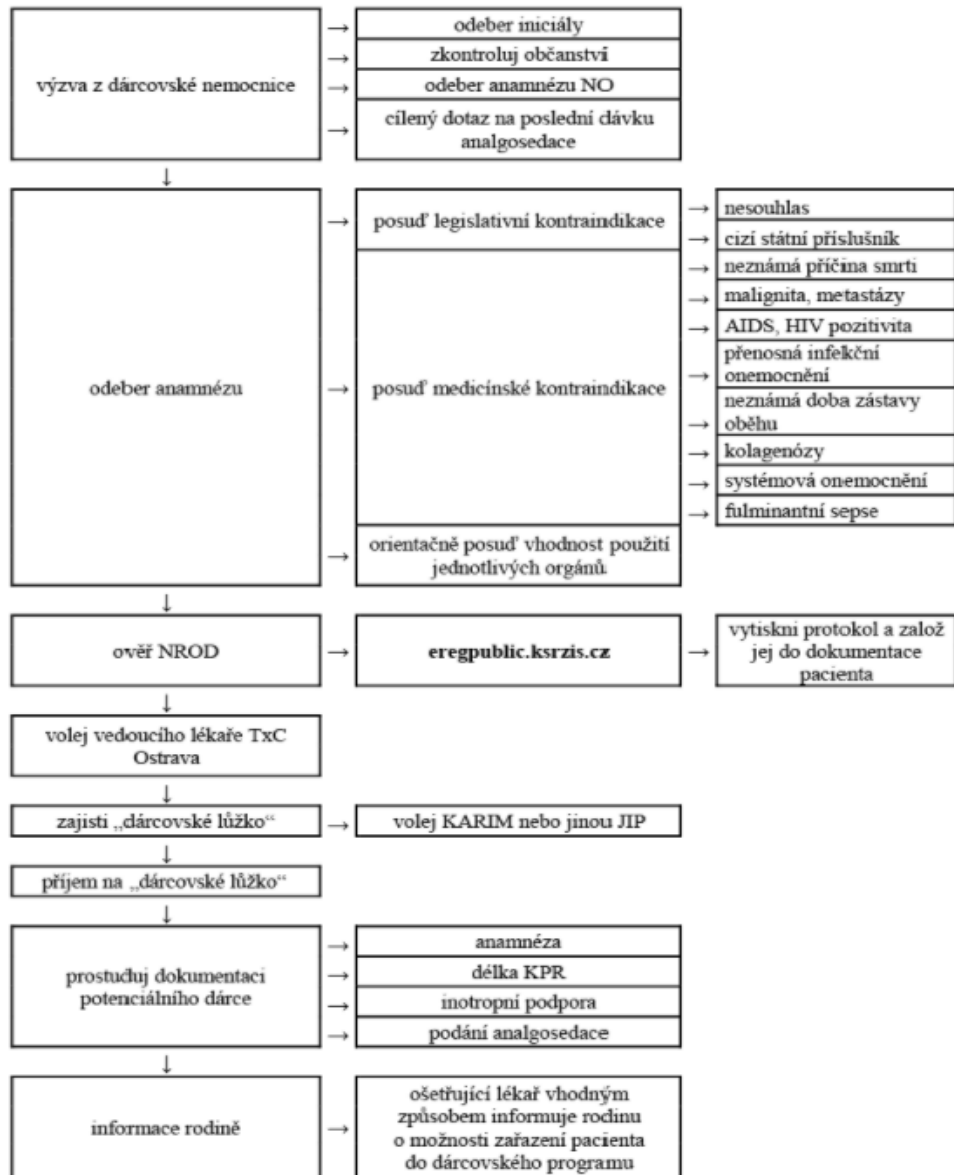 výzva z dárcovské nemocnice
→ odeber iniciály
→ zkontroluj občanství
→ odeber anamnézu NO
→ cílený dotaz na poslední dávku
analgosedace
↓
odeber anamnézu
→ posuď legislativní kontraindikace
→ nesouhlas
→ cizí státní příslušník
→ posuď medicínské kontraindikace
→ neznámá příčina smrti
→ malignita, metastázy
→ AIDS, HIV pozitivita
→ přenosná infekční
onemocnění
→ neznámá doba zástavy
oběhu
→ kolagenózy
→ systémová onemocnění
→ fulminantní sepse
→ orientačně posuď vhodnost použití
jednotlivých orgánů
↓
ověř NROD
→ eregpublic.ksrzis.cz
→ vytiskni protokol a založ
jej do dokumentace
pacienta
↓
volej vedoucího lékaře TxC
Ostrava
↓
zajisti „dárcovské lůžko“
→ volej KARIM nebo jinou JIP
↓
příjem na „dárcovské lůžko“
↓
prostuduj dokumentaci
potenciálního dárce
→ anamnéza
→ délka KPR
→ inotropní podpora
→ podání analgosedace
↓
informace rodině
→ ošetřující lékař vhodným
způsobem informuje rodinu
o možnosti zařazení pacienta
do dárcovského programu